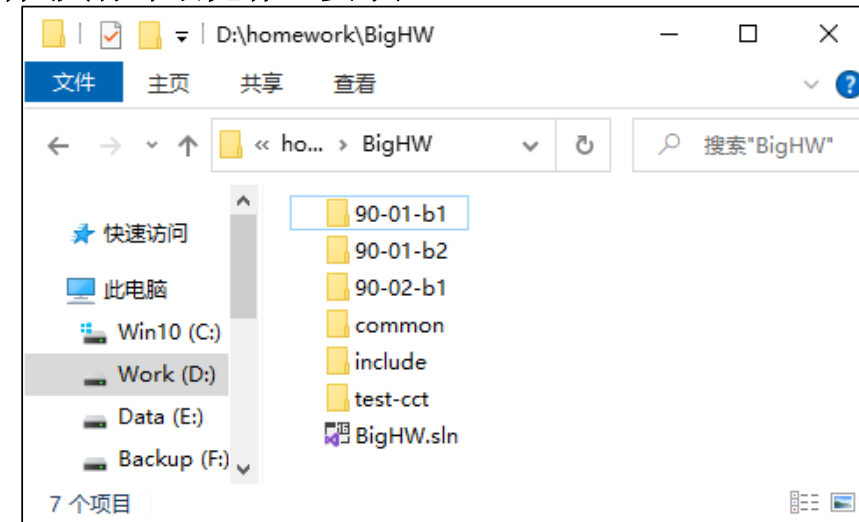 D:\homework\BigHW
文件 主页 共享 查看
« ho... › BigHW 搜索"BigHW"
快速访问
此电脑
Win10 (C:)
Work (D:)
Data (E:)
Backup (F:)
90-01-b1
90-01-b2
90-02-b1
common
include
test-cct
BigHW.sln
7 个项目